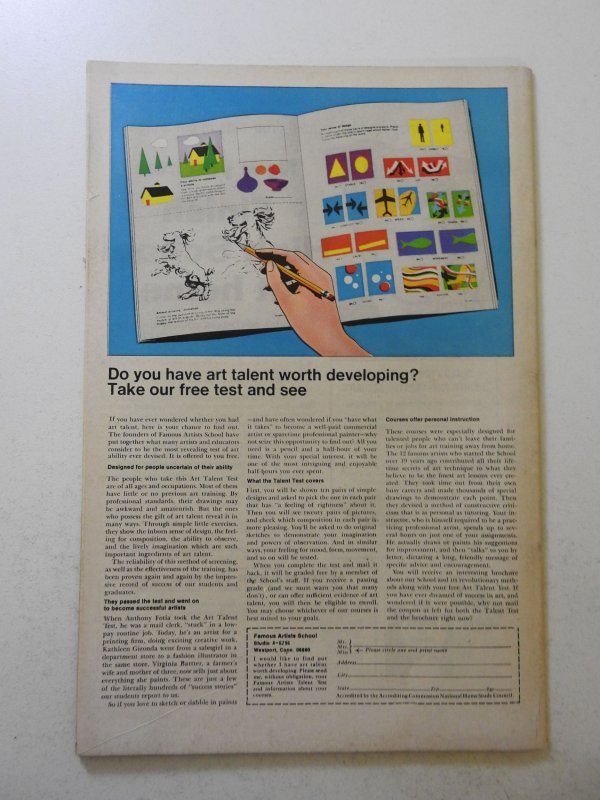 Do you have art talent worth developing?
Take our free test and see
If you have ever wondered whether you had
art talent, here is your chance to find out.
The founders of Famous Artists School have
put together what many artists and educators
consider to be the most revealing test of art
ability ever devised. It is offered to you free.
Designed for people uncertain of their ability
The people who take this Art Talent Test
are of all ages and occupations. Most of them
have little or no previous art training. By
professional standards, their drawings may
be awkward and amateurish. But the ones
who possess the gift of art talent reveal it in
many ways. Through simple little exercises,
they show the inborn sense of design, the feel-
ing for composition, the ability to observe,
and the lively imagination which are such
important ingredients of art talent.
The reliability of this method of screening,
as well as the effectiveness of the training, has
been proven again and again by the impres-
sive record of success of our students and
graduates.
They passed the test and went on
to become successful artists
When Anthony Fotia took the Art Talent
Test, he was a mail clerk, "stuck" in a low-
pay routine job. Today, he's an artist for a
printing firm, doing exciting creative work.
Kathleen Gironda went from a salesgirl in a
department store to a fashion illustrator in
the same store. Virginia Bartter, a farmer's
wife and mother of three, now sells just about
everything she paints. These are just a few
of the literally hundreds of "success stories"
our students report to us.
So if you love to sketch or dabble in paints
—and have often wondered if you "have what
it takes" to become a well-paid commercial
artist or sparetime professional painter—why
not seize this opportunity to find out? All you
need is a pencil and a half-hour of your
time. With your special interest, it will be
one of the most intriguing and enjoyable
half-hours you ever spent.
What the Talent Test covers
First, you will be shown ten pairs of simple
designs and asked to pick the one in each pair
that has "a feeling of rightness" about it.
Then you will see twenty pairs of pictures,
and check which composition in each pair is
more pleasing. You'll be asked to do original
sketches to demonstrate your imagination
and powers of observation. And in similar
ways, your feeling for mood, form, movement,
and so on will be tested.
When you complete the test and mail it
back, it will be graded free by a member of
the School's staff. If you receive a passing
grade (and we must warn you that many
don't), or can offer sufficient evidence of art
talent, you will then be eligible to enroll.
You may choose whichever of our courses is
best suited to your goals.
Courses offer personal instruction
These courses were especially designed for
talented people who can't leave their fami-
lies or jobs for art training away from home.
The 12 famous artists who started the School
over 19 years ago contributed all their life-
time secrets of art technique to what they
believe to be the finest art lessons ever cre-
ated. They took time out from their own
busy careers and made thousands of special
drawings to demonstrate each point. Then
they devised a method of constructive criti-
cism that is as personal as tutoring. Your in-
structor, who is himself required to be a prac-
ticing professional artist, spends up to sev-
eral hours on just one of your assignments.
He actually draws or paints his suggestions
for improvement, and then "talks" to you by
letter, dictating a long, friendly message of
specific advice and encouragement.
You will receive an interesting brochure
about our School and its revolutionary meth-
ods along with your free Art Talent Test. If
you have ever dreamed of success in art, and
wondered if it were possible, why not mail
the coupon at left for both the Talent Test
and the brochure right now?
Famous Artists School
Westport, Conn. 06880
I would like to find out
whether I have art talent
worth developing. Please send
me, without obligation, your
Famous Artists Talent Test
and information about your
courses.
Mr.
Mrs.
Miss
Please circle one and print name
Address
City
State Zip Age
Accredited by the Accrediting Commission National Home Study Council